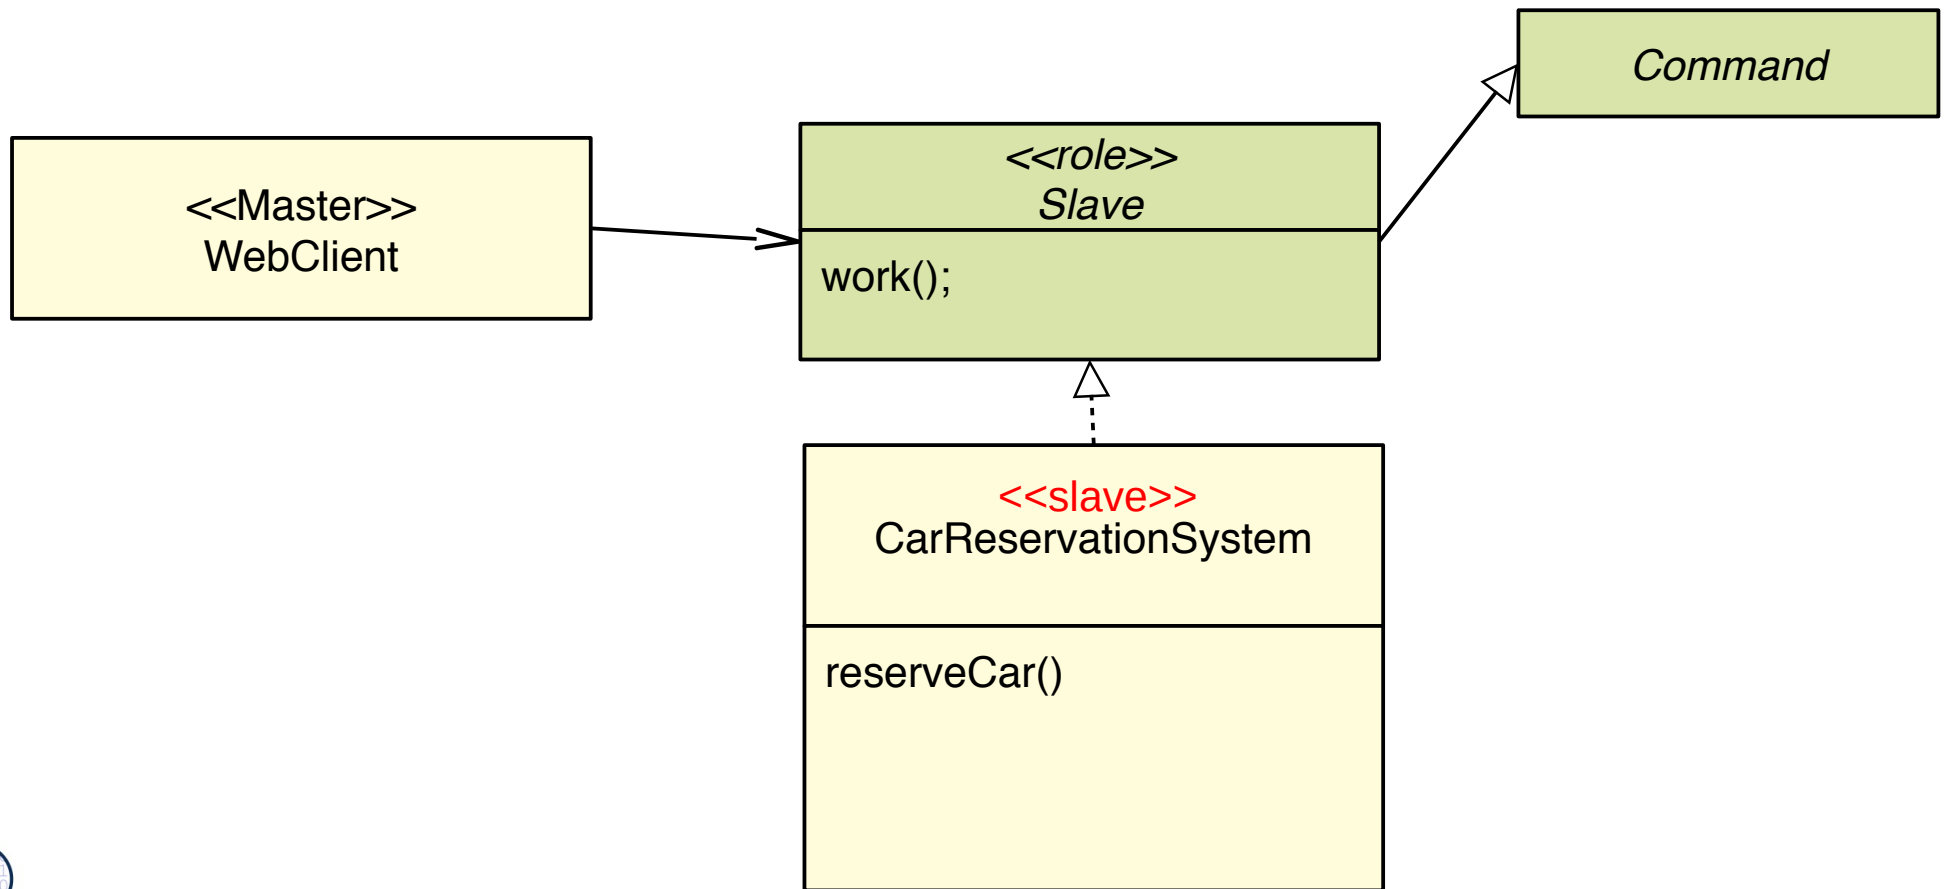 Command
<<role>>
Slave
<<Master>>
WebClient
work();
<<slave>>
CarReservationSystem
reserveCar()